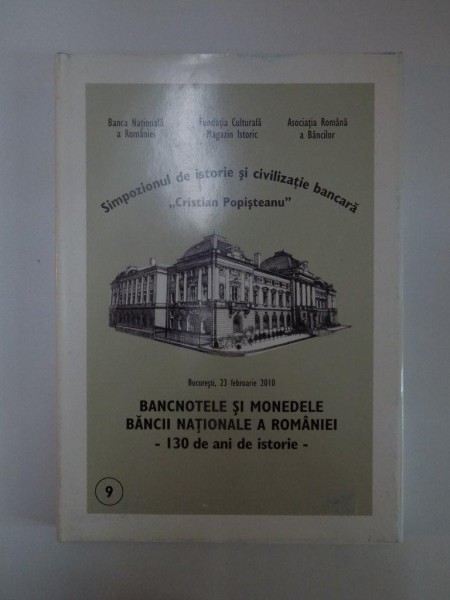 Banca Națională
a României
Fundația Culturală
Magazin Istoric
Asociația Română
a Băncilor
Simpozionul de istorie și civilizație bancară
„Cristian Popișteanu”
București, 23 februarie 2010
BANCNOTELE ȘI MONEDELE
BĂNCII NAȚIONALE A ROMÂNIEI
- 130 de ani de istorie -
9